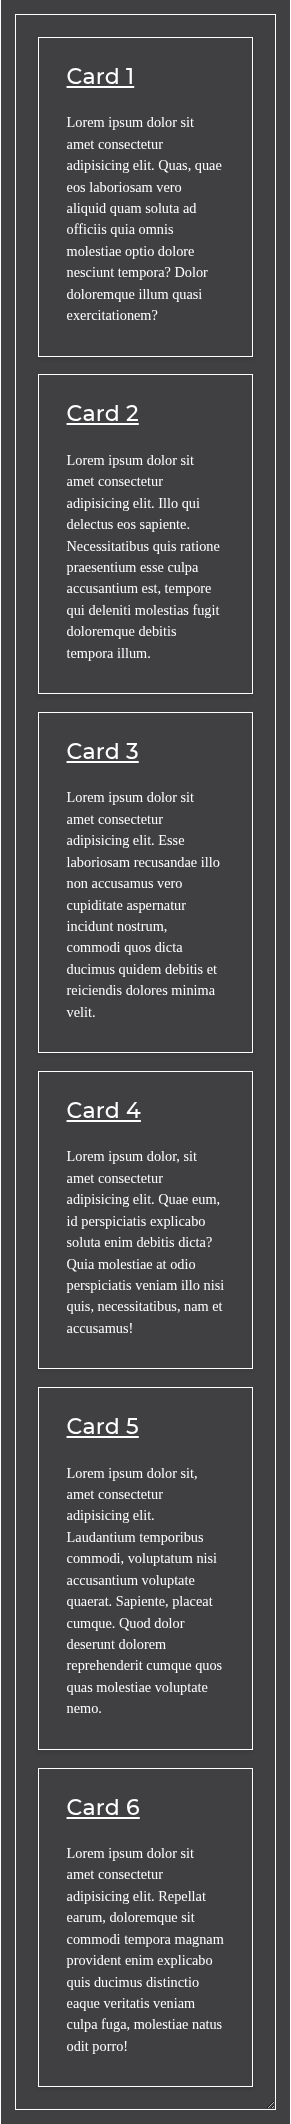 Card 1
Lorem ipsum dolor sit
amet consectetur
adipisicing elit. Quas, quae
eos laboriosam vero
aliquid quam soluta ad
officiis quia omnis
molestiae optio dolore
nesciunt tempora? Dolor
doloremque illum quasi
exercitationem?
Card 2
Lorem ipsum dolor sit
amet consectetur
adipisicing elit. Illo qui
delectus eos sapiente.
Necessitatibus quis ratione
praesentium esse culpa
accusantium est, tempore
qui deleniti molestias fugit
doloremque debitis
tempora illum.
Card 3
Lorem ipsum dolor sit
amet consectetur
adipisicing elit. Esse
laboriosam recusandae illo
non accusamus vero
cupiditate aspernatur
incidunt nostrum,
commodi quos dicta
ducimus quidem debitis et
reiciendis dolores minima
velit.
Card 4
Lorem ipsum dolor, sit
amet consectetur
adipisicing elit. Quae eum,
id perspiciatis explicabo
soluta enim debitis dicta?
Quia molestiae at odio
perspiciatis veniam illo nisi
quis, necessitatibus, nam et
accusamus!
Card 5
Lorem ipsum dolor sit,
amet consectetur
adipisicing elit.
Laudantium temporibus
commodi, voluptatum nisi
accusantium voluptate
quaerat. Sapiente, placeat
cumque. Quod dolor
deserunt dolorem
reprehenderit cumque quos
quas molestiae voluptate
nemo.
Card 6
Lorem ipsum dolor sit
amet consectetur
adipisicing elit. Repellat
earum, doloremque sit
commodi tempora magnam
provident enim explicabo
quis ducimus distinctio
eaque veritatis veniam
culpa fuga, molestiae natus
odit porro!